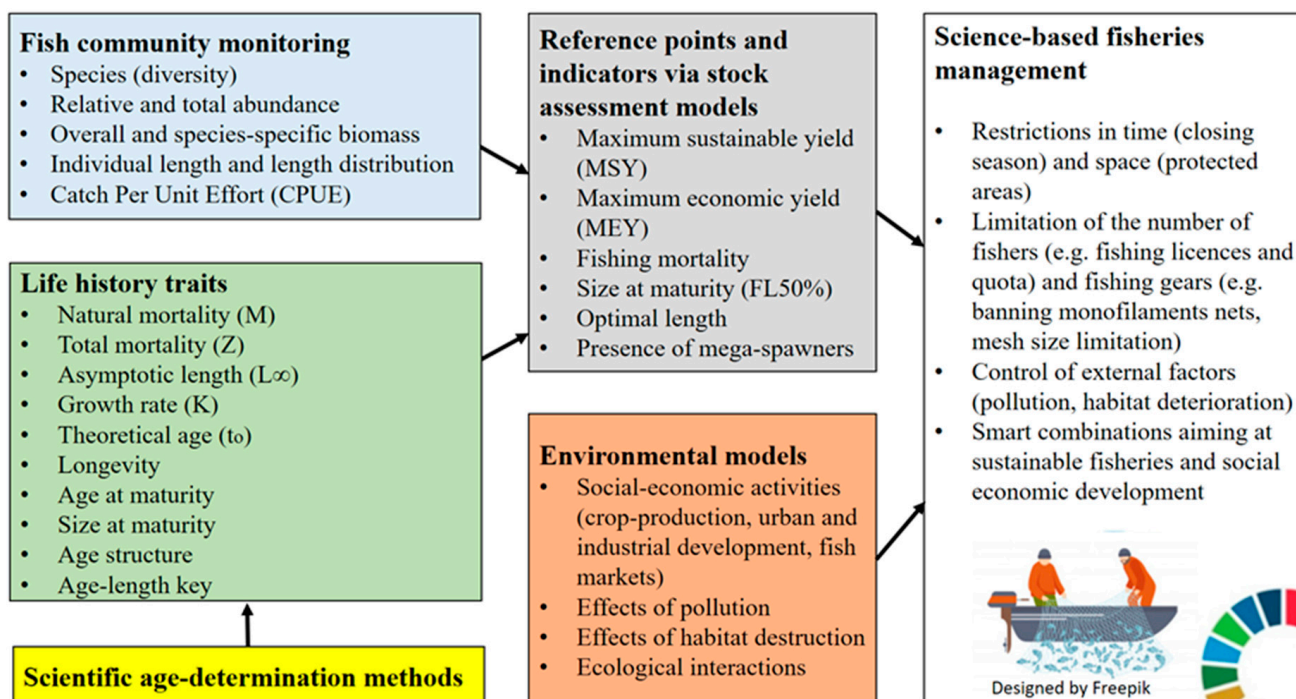 Fish community monitoring
• Species (diversity)
• Relative and total abundance
• Overall and species-specific biomass
• Individual length and length distribution
• Catch Per Unit Effort (CPUE)
Life history traits
• Natural mortality (M)
• Total mortality (Z)
• Asymptotic length (L∞)
• Growth rate (K)
• Theoretical age (to)
• Longevity
• Age at maturity
• Size at maturity
• Age structure
• Age-length key
Scientific age-determination methods
Reference points and
indicators via stock
assessment models
• Maximum sustainable yield
(MSY)
• Maximum economic yield
(MEY)
• Fishing mortality
• Size at maturity (FL50%)
• Optimal length
• Presence of mega-spawners
Environmental models
• Social-economic activities
(crop-production, urban and
industrial development, fish
markets)
• Effects of pollution
• Effects of habitat destruction
• Ecological interactions
Science-based fisheries
management
• Restrictions in time (closing
season) and space (protected
areas)
• Limitation of the number of
fishers (e.g. fishing licences and
quota) and fishing gears (e.g.
banning monofilaments nets,
mesh size limitation)
• Control of external factors
(pollution, habitat deterioration)
• Smart combinations aiming at
sustainable fisheries and social
economic development
Designed by Freepik